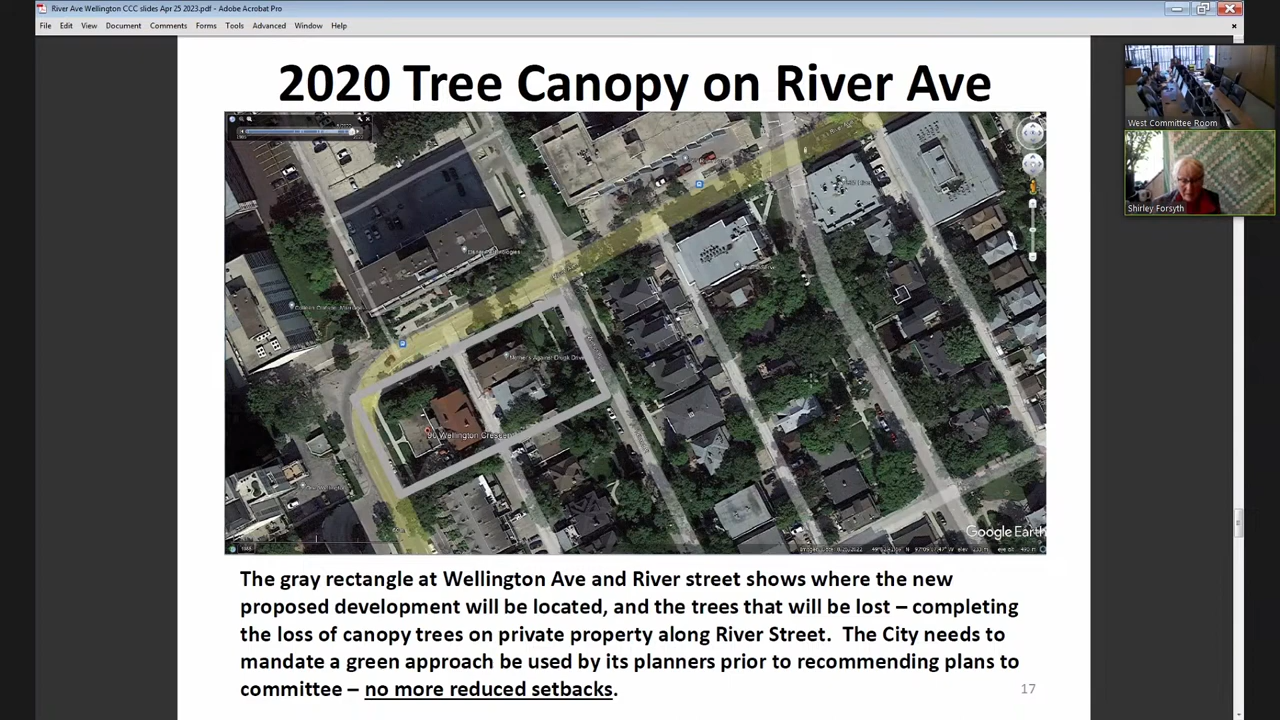 River Ave Wellington CCC slides Apr 25 2023.pdf - Adobe Acrobat Pro
File Edit View Document Comments Forms Tools Advanced Window Help
2020 Tree Canopy on River Ave
West Committee Room
Shirley Forsyth
90 Wellington Crescent
Google Earth
The gray rectangle at Wellington Ave and River street shows where the new
proposed development will be located, and the trees that will be lost – completing
the loss of canopy trees on private property along River Street. The City needs to
mandate a green approach be used by its planners prior to recommending plans to
committee – no more reduced setbacks.
17